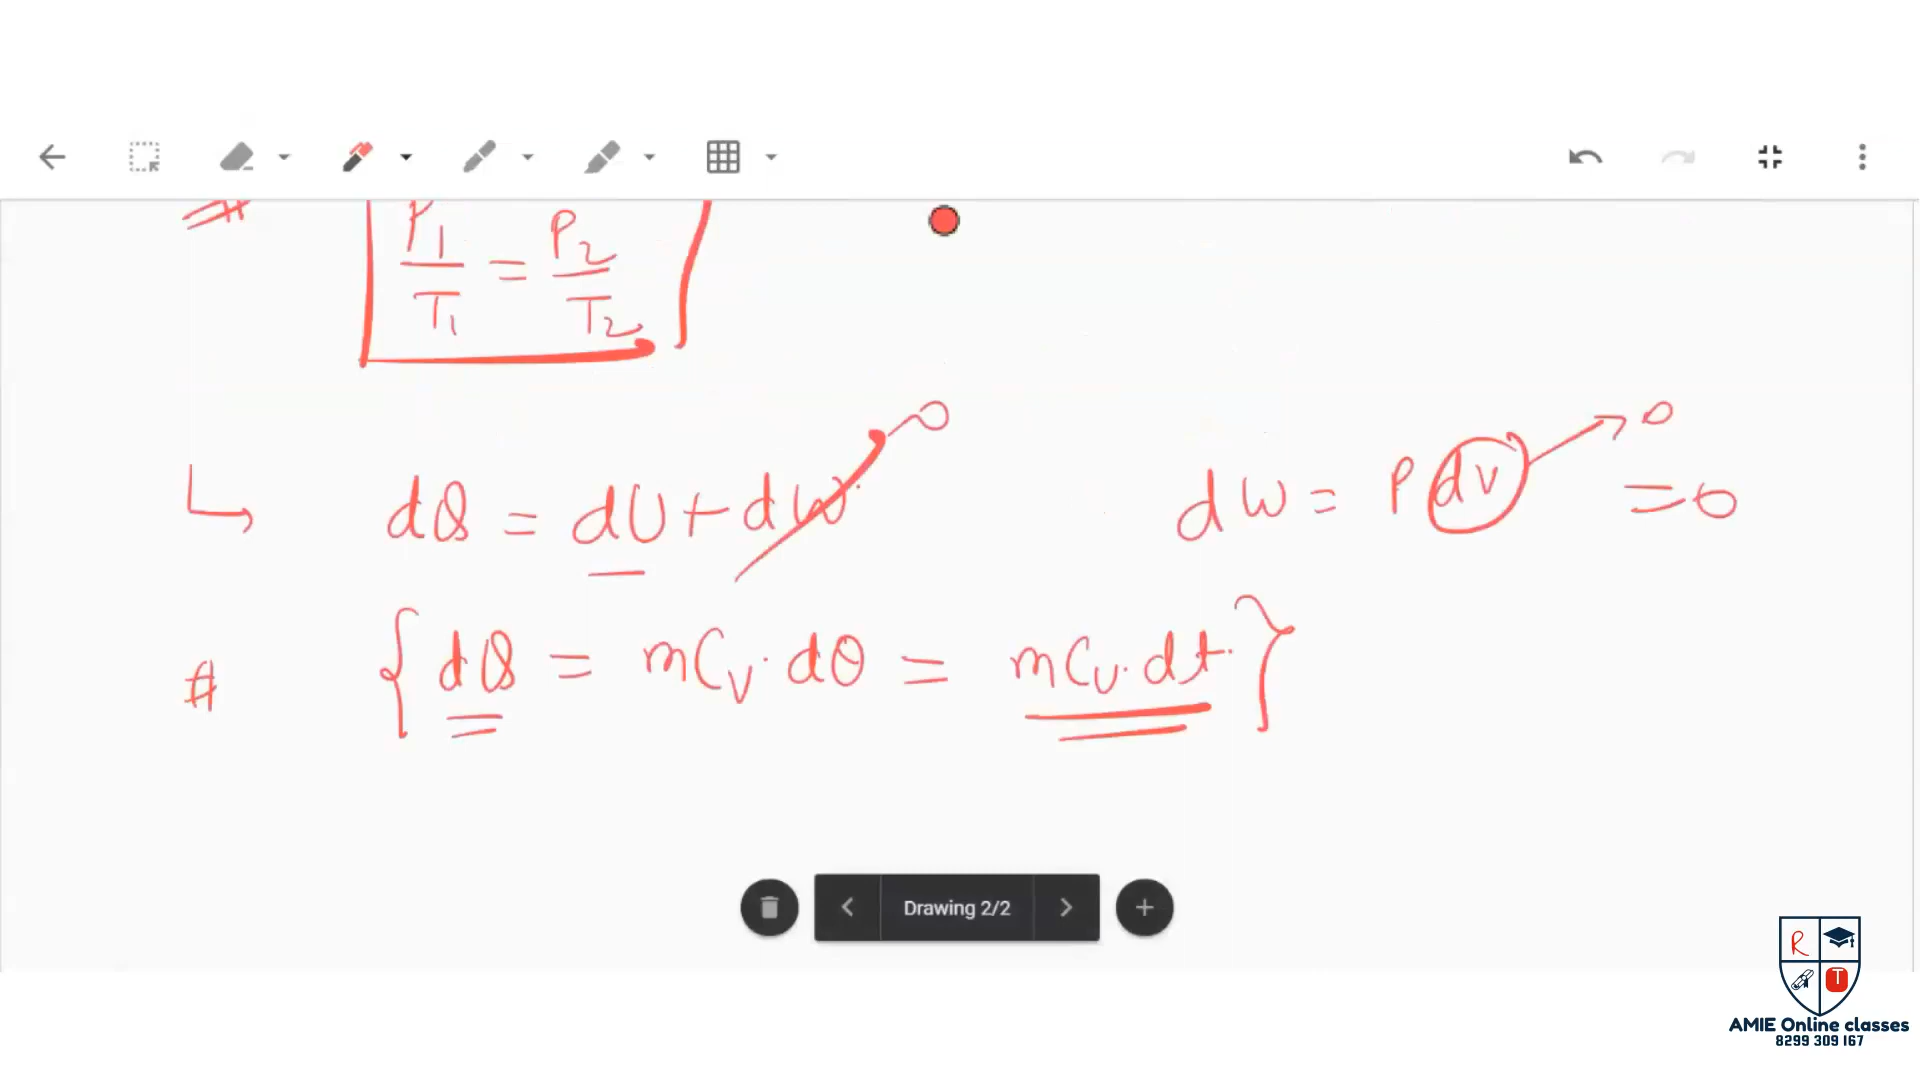 # P₁/T₁ = P₂/T₂
↳ dQ = dU + dW → 0
dW = P dV → 0 = 0
# { dQ = mCᵥ. dθ = mCᵥ. dt. }
Drawing 2/2
R
T
AMIE Online classes
8299 309 167